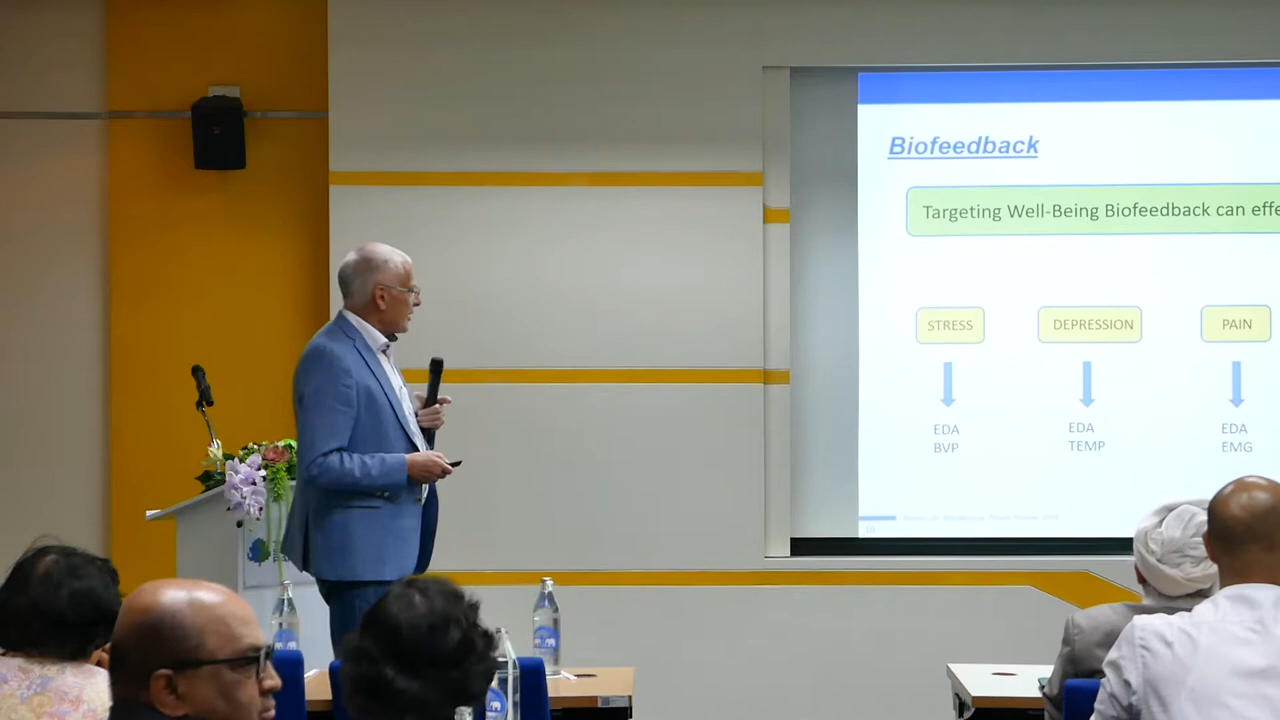 Biofeedback
Targeting Well-Being Biofeedback can effe
STRESS
DEPRESSION
PAIN
EDA
BVP
EDA
TEMP
EDA
EMG